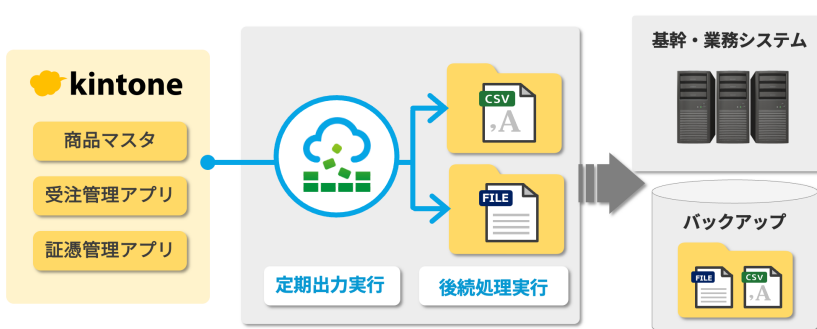 kintone
商品マスタ
受注管理アプリ
証憑管理アプリ
CSV
,A
FILE
定期出力実行
後続処理実行
基幹・業務システム
バックアップ
FILE
CSV
,A